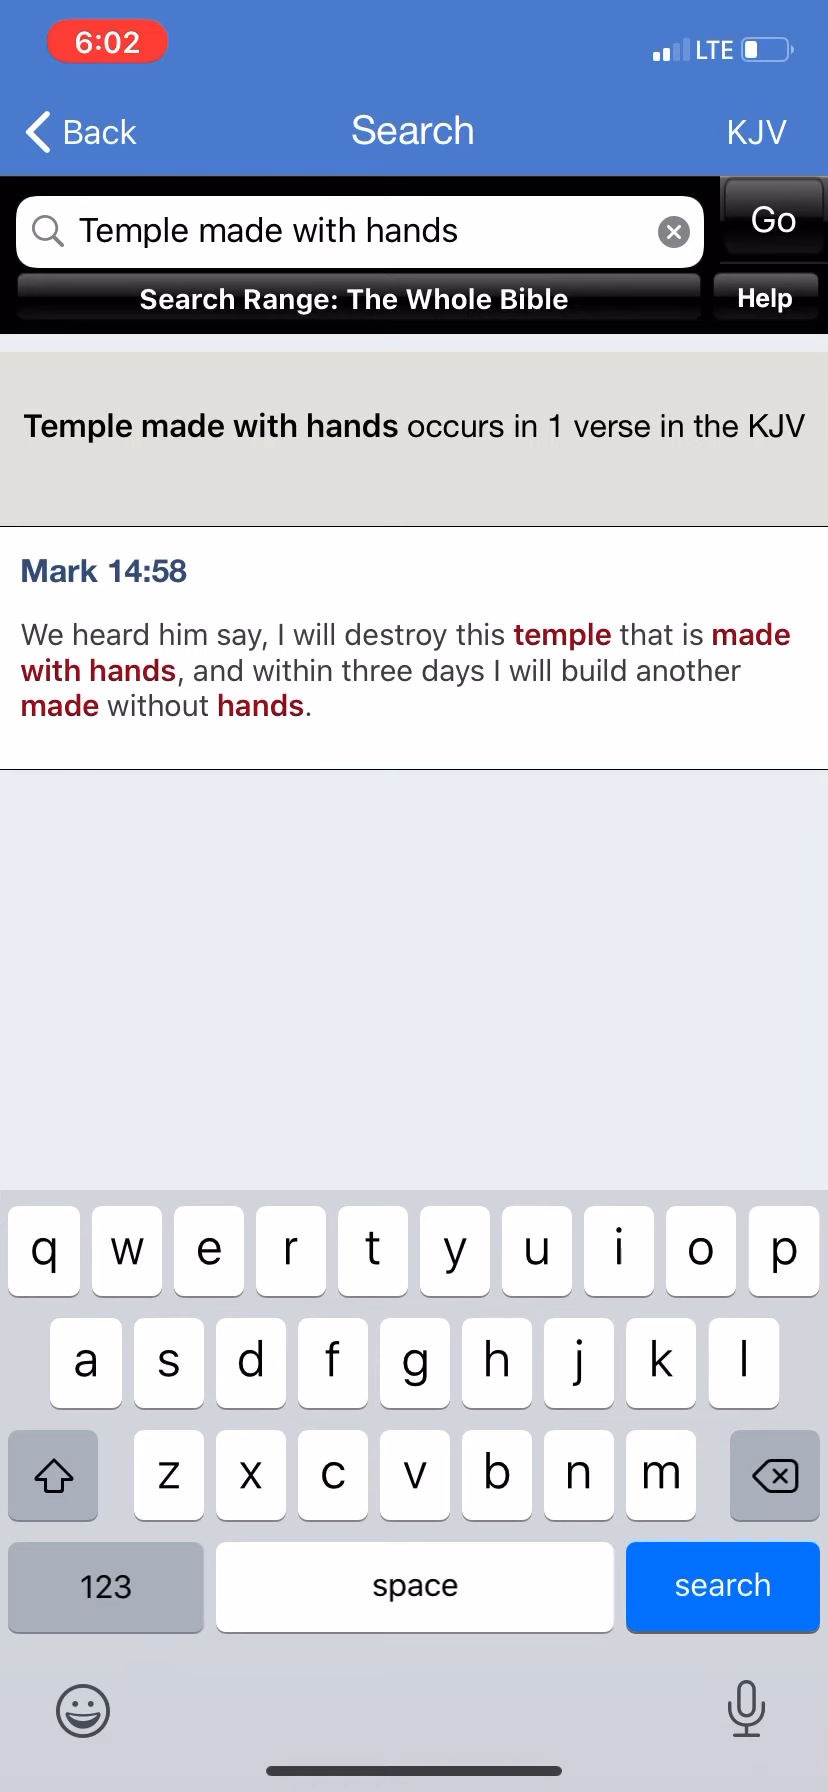 6:02
LTE
Back
Search
KJV
Temple made with hands
Go
Search Range: The Whole Bible
Help
Temple made with hands occurs in 1 verse in the KJV
Mark 14:58
We heard him say, I will destroy this temple that is made
with hands, and within three days I will build another
made without hands.
q w e r t y u i o p
a s d f g h j k l
z x c v b n m
123
space
search